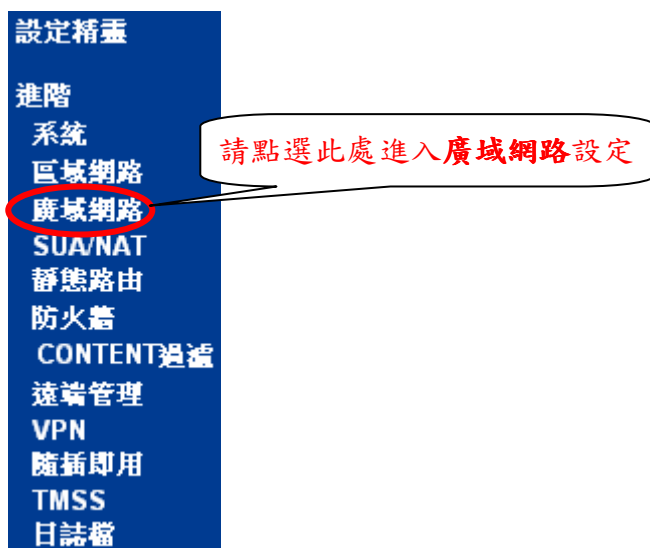 設定精靈
進階
系統
區域網路
廣域網路
SUA/NAT
靜態路由
防火牆
CONTENT過濾
遠端管理
VPN
隨插即用
TMSS
日誌檔
請點選此處進入廣域網路設定